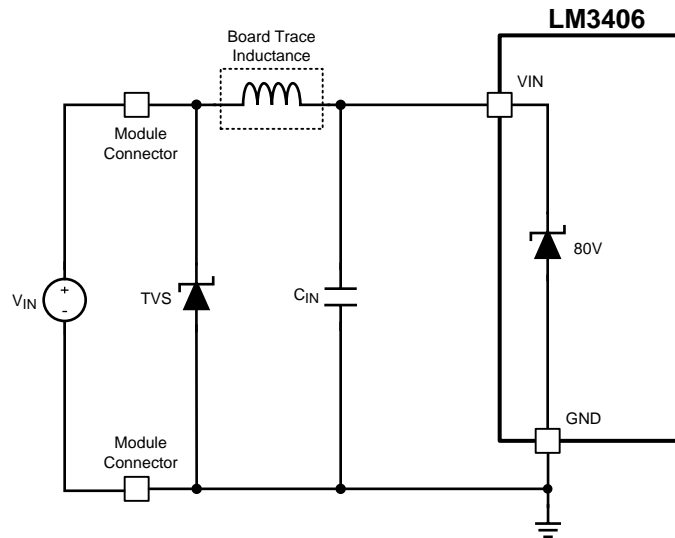 LM3406
Board Trace
Inductance
VIN
Module
Connector
80V
TVS
CIN
+
-
VIN
GND
Module
Connector